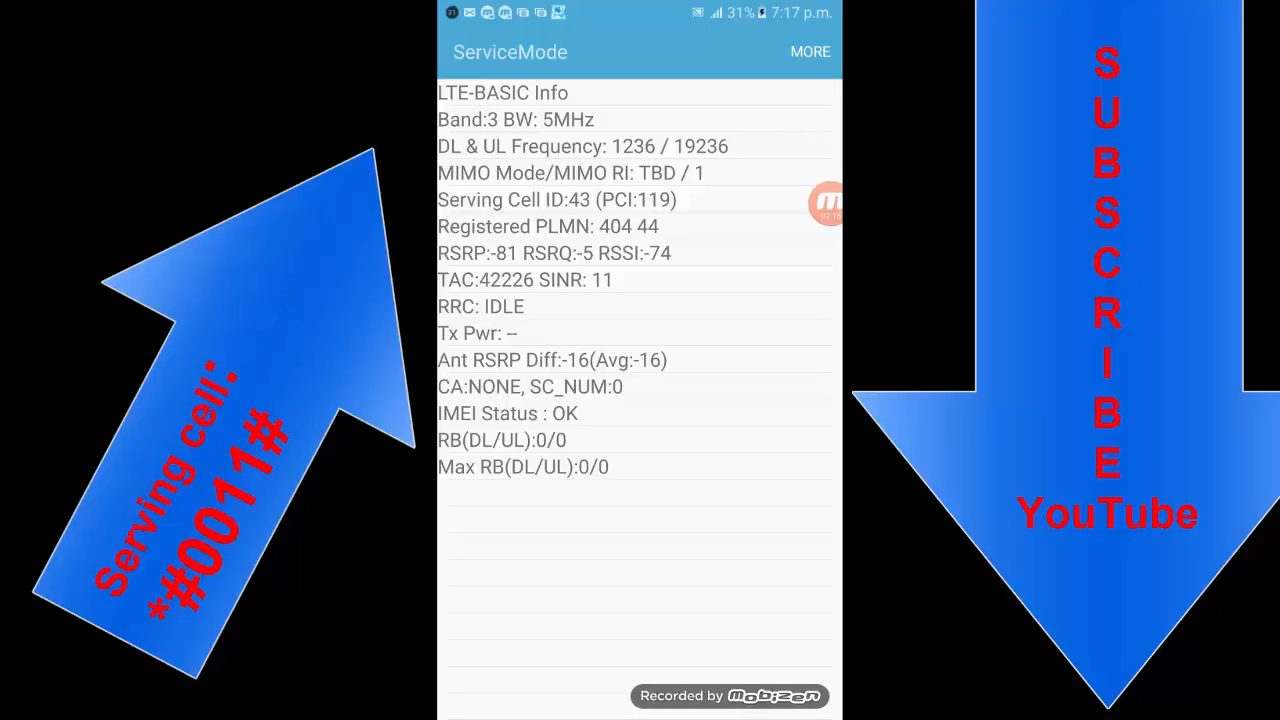 31% 7:17 p.m.
ServiceMode
MORE
LTE-BASIC Info
Band:3 BW: 5MHz
DL & UL Frequency: 1236 / 19236
MIMO Mode/MIMO RI: TBD / 1
Serving Cell ID:43 (PCI:119)
Registered PLMN: 404 44
RSRP:-81 RSRQ:-5 RSSI:-74
TAC:42226 SINR: 11
RRC: IDLE
Tx Pwr: --
Ant RSRP Diff:-16(Avg:-16)
CA:NONE, SC_NUM:0
IMEI Status : OK
RB(DL/UL):0/0
Max RB(DL/UL):0/0
Recorded by mobizen
Serving cell:
*#0011#
SUBSCRIBE
YouTube